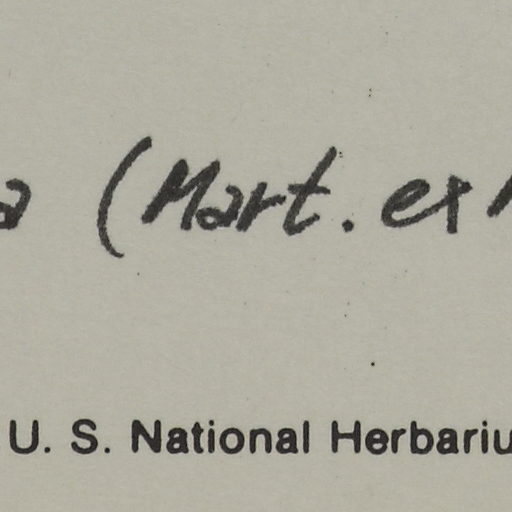 a (Mart. ex
U. S. National Herbariu